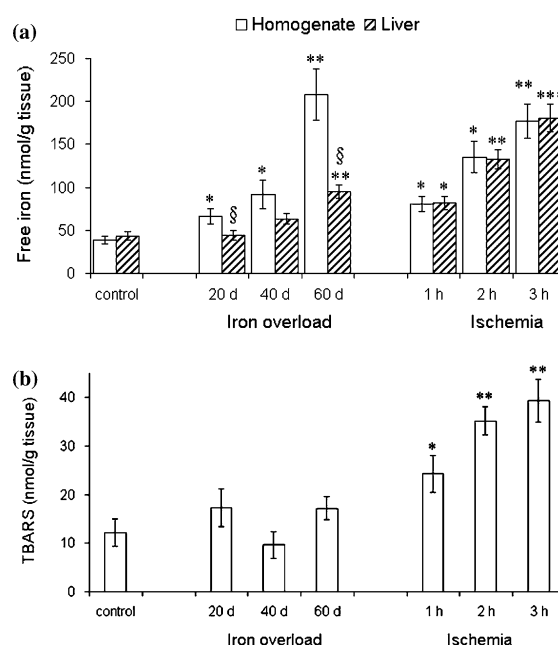 (a)
Homogenate Liver
Free iron (nmol/g tissue)
250
200
150
100
50
0
** 
* § * § ** * * * ** ** ***
control 20 d 40 d 60 d 1 h 2 h 3 h
Iron overload Ischemia
(b)
TBARS (nmol/g tissue)
40
30
20
10
0
* ** **
control 20 d 40 d 60 d 1 h 2 h 3 h
Iron overload Ischemia